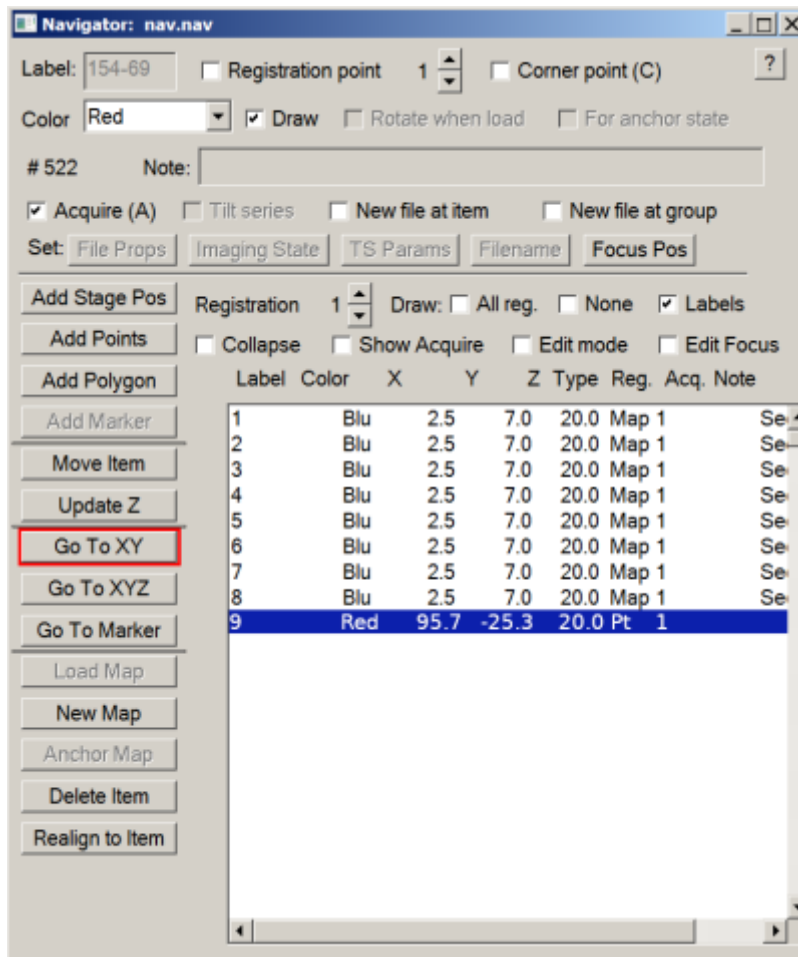 Navigator: nav.nav
Label: 154-69 Registration point 1 Corner point (C) ?
Color Red Draw Rotate when load For anchor state
# 522 Note:
Acquire (A) Tilt series New file at item New file at group
Set: File Props Imaging State TS Params Filename Focus Pos
Add Stage Pos Registration 1 Draw: All reg. None Labels
Add Points Collapse Show Acquire Edit mode Edit Focus
Add Polygon Label Color X Y Z Type Reg. Acq. Note
Add Marker 1 Blu 2.5 7.0 20.0 Map 1 Se
2 Blu 2.5 7.0 20.0 Map 1 Se
Move Item 3 Blu 2.5 7.0 20.0 Map 1 Se
4 Blu 2.5 7.0 20.0 Map 1 Se
Update Z 5 Blu 2.5 7.0 20.0 Map 1 Se
Go To XY 6 Blu 2.5 7.0 20.0 Map 1 Se
7 Blu 2.5 7.0 20.0 Map 1 Se
Go To XYZ 8 Blu 2.5 7.0 20.0 Map 1 Se
Go To Marker 9 Red 95.7 -25.3 20.0 Pt 1
Load Map
New Map
Anchor Map
Delete Item
Realign to Item